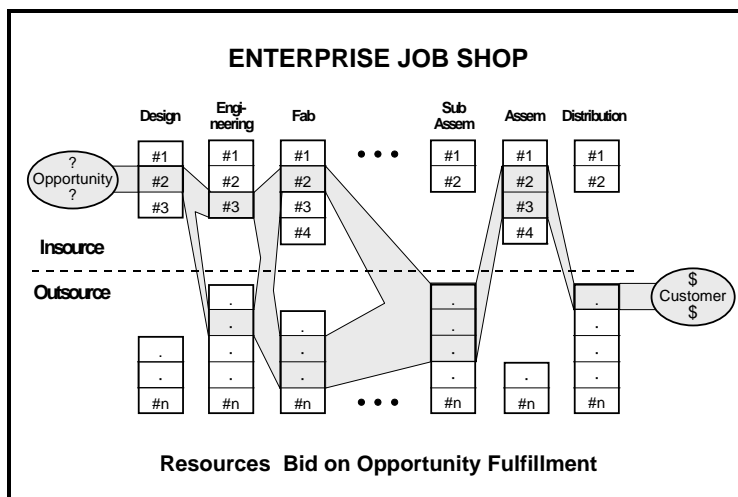 ENTERPRISE JOB SHOP
Design
Engi-
neering
Fab
Sub
Assem
Assem
Distribution
#1
#2
#3
#1
#2
#3
#1
#2
#3
#4
• • •
#1
#2
#1
#2
#3
#4
#1
#2
?
Opportunity
?
Insource
Outsource
$
Customer
$
.
.
#n
.
.
.
.
#n
.
.
.
#n
• • •
.
.
.
.
#n
.
#n
.
.
.
.
#n
Resources Bid on Opportunity Fulfillment